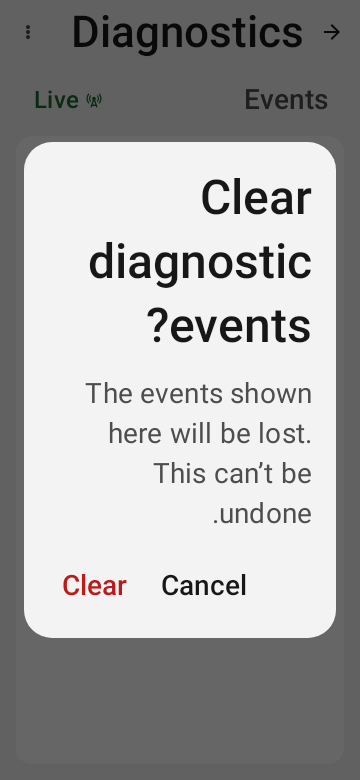 Diagnostics
Events
Live
Clear
diagnostic
events?
The events shown
here will be lost.
This can’t be
undone.
Cancel
Clear